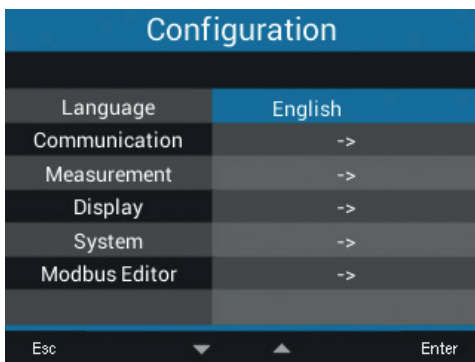 Configuration
Language English
Communication ->
Measurement ->
Display ->
System ->
Modbus Editor ->
Esc Enter